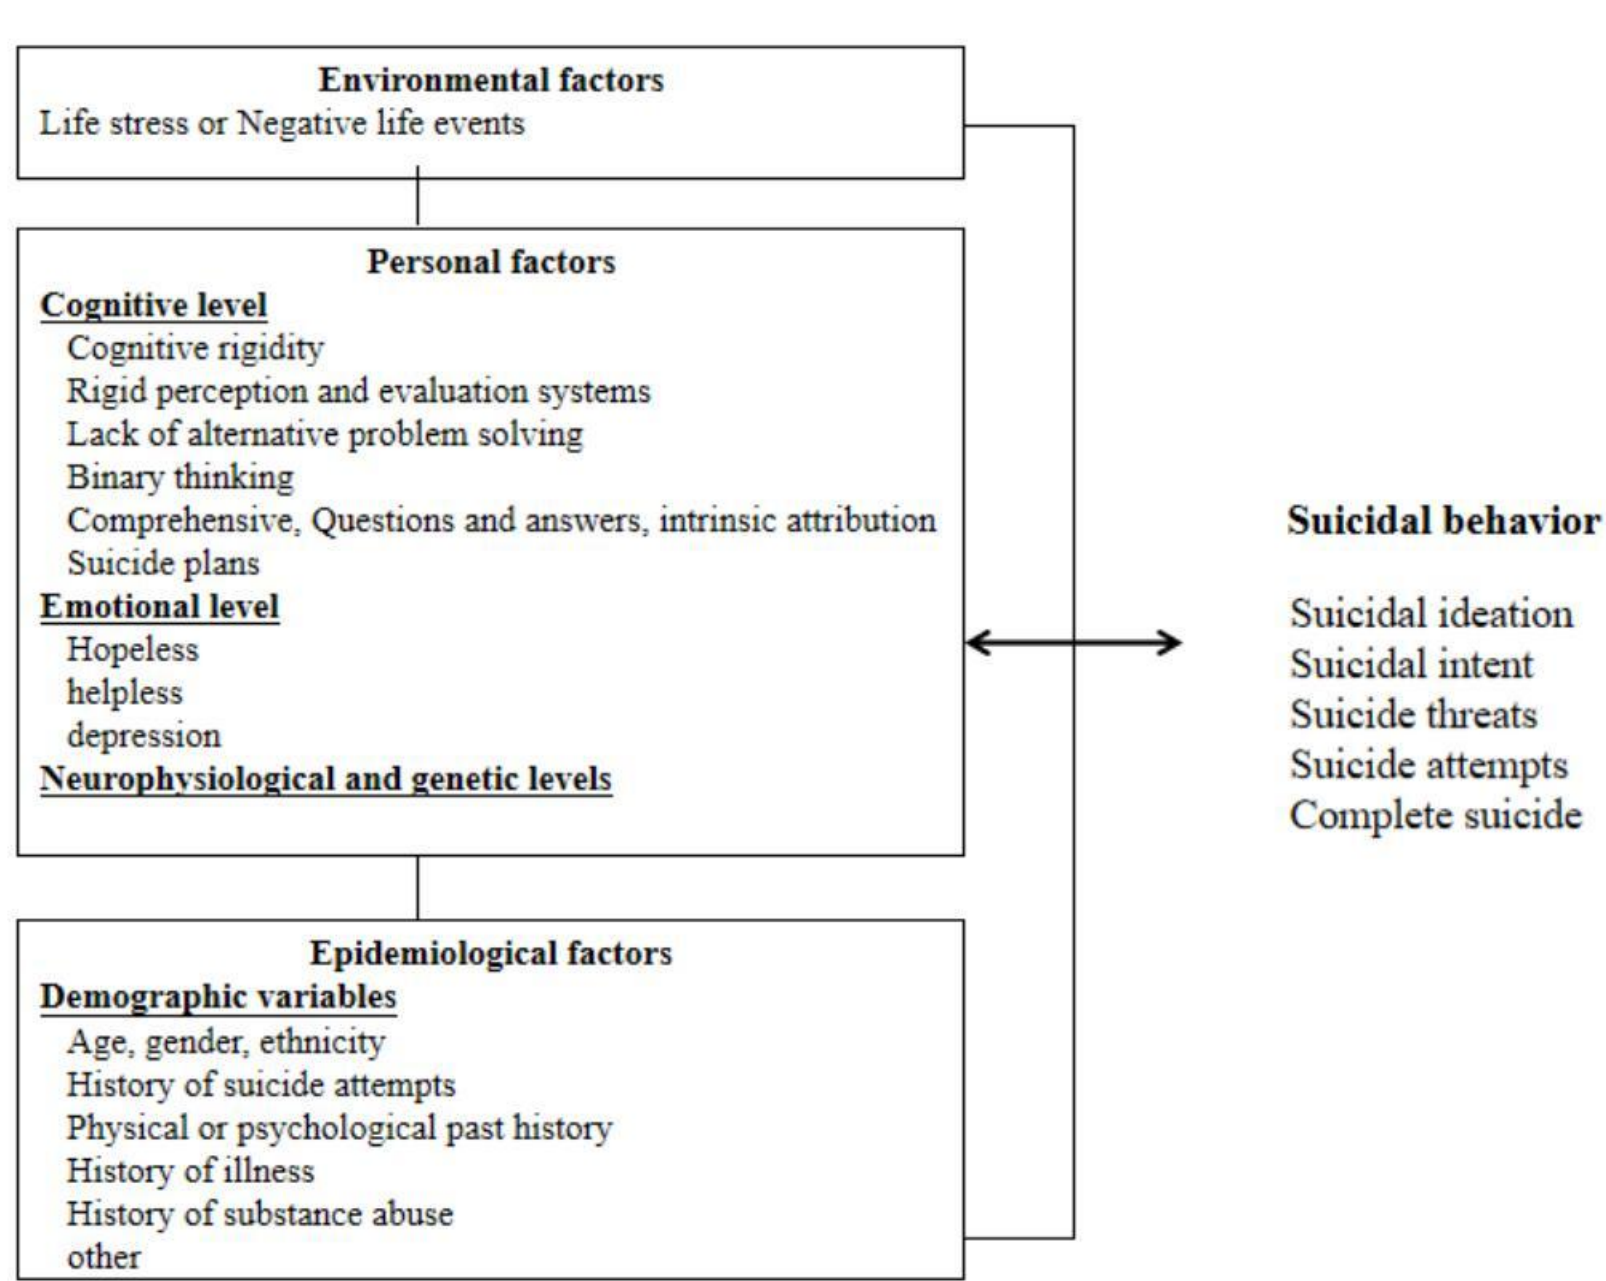 Environmental factors
Life stress or Negative life events
Personal factors
Cognitive level
Cognitive rigidity
Rigid perception and evaluation systems
Lack of alternative problem solving
Binary thinking
Comprehensive, Questions and answers, intrinsic attribution
Suicide plans
Emotional level
Hopeless
helpless
depression
Neurophysiological and genetic levels
Epidemiological factors
Demographic variables
Age, gender, ethnicity
History of suicide attempts
Physical or psychological past history
History of illness
History of substance abuse
other
Suicidal behavior
Suicidal ideation
Suicidal intent
Suicide threats
Suicide attempts
Complete suicide